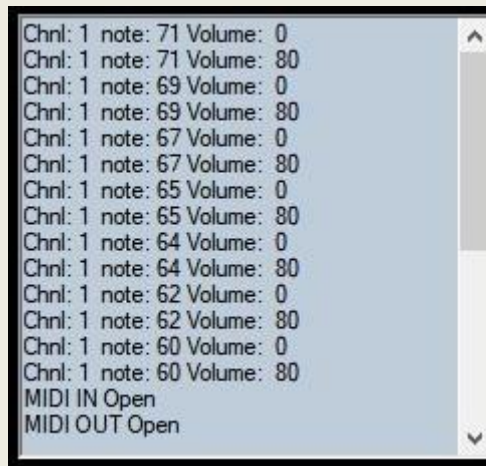 Chnl: 1 note: 71 Volume: 0
Chnl: 1 note: 71 Volume: 80
Chnl: 1 note: 69 Volume: 0
Chnl: 1 note: 69 Volume: 80
Chnl: 1 note: 67 Volume: 0
Chnl: 1 note: 67 Volume: 80
Chnl: 1 note: 65 Volume: 0
Chnl: 1 note: 65 Volume: 80
Chnl: 1 note: 64 Volume: 0
Chnl: 1 note: 64 Volume: 80
Chnl: 1 note: 62 Volume: 0
Chnl: 1 note: 62 Volume: 80
Chnl: 1 note: 60 Volume: 0
Chnl: 1 note: 60 Volume: 80
MIDI IN Open
MIDI OUT Open